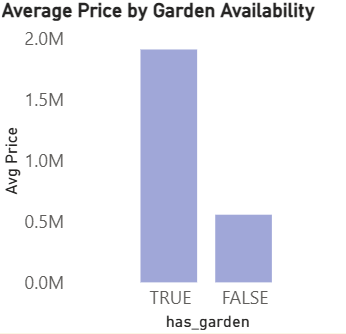 Average Price by Garden Availability
2.0M
1.5M
1.0M
0.5M
0.0M
Avg Price
TRUE FALSE
has_garden